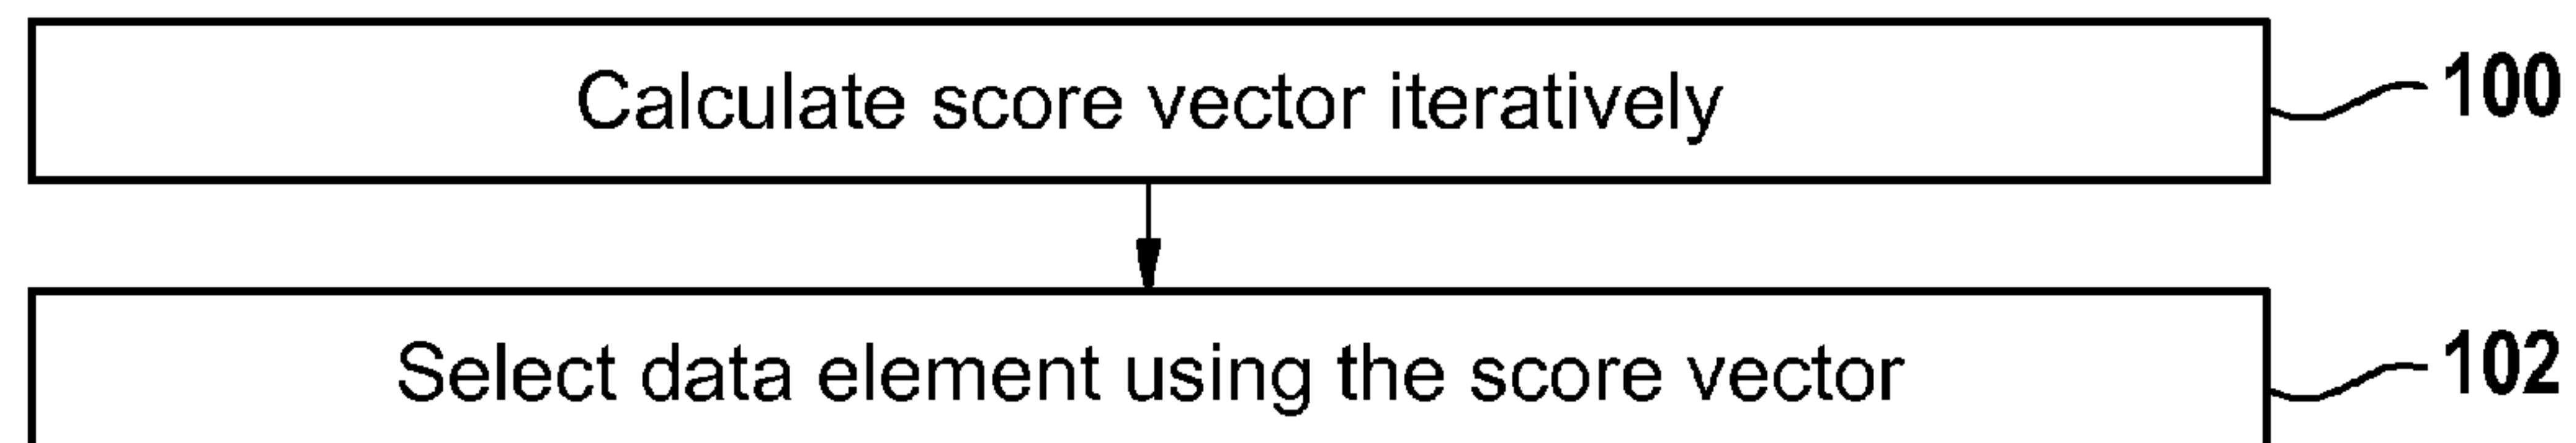 Calculate score vector iteratively
100
Select data element using the score vector
102